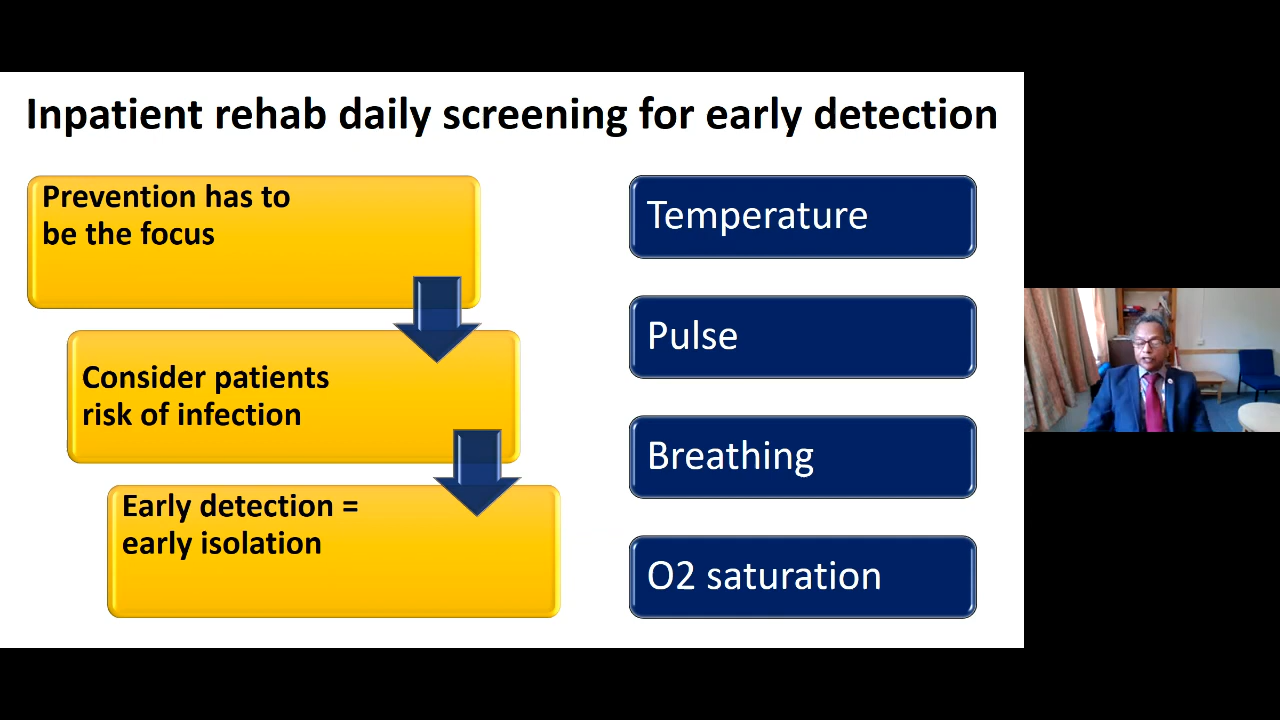 Inpatient rehab daily screening for early detection
Prevention has to
be the focus
Consider patients
risk of infection
Early detection =
early isolation
Temperature
Pulse
Breathing
O2 saturation